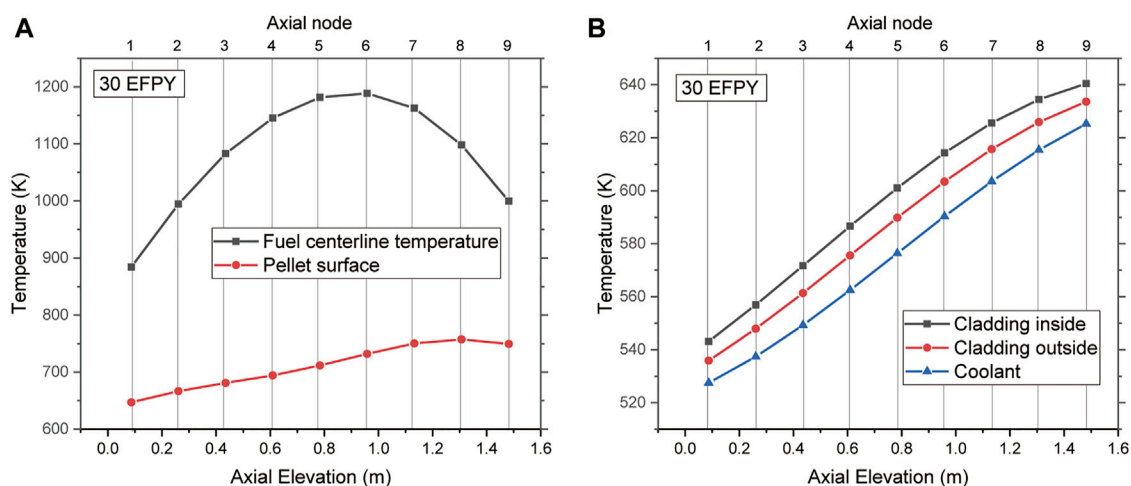 A
Axial node
1 2 3 4 5 6 7 8 9
30 EFPY
Temperature (K)
1200
1100
1000
900
800
700
600
Fuel centerline temperature
Pellet surface
0.0 0.2 0.4 0.6 0.8 1.0 1.2 1.4 1.6
Axial Elevation (m)
B
Axial node
1 2 3 4 5 6 7 8 9
30 EFPY
Temperature (K)
640
620
600
580
560
540
520
Cladding inside
Cladding outside
Coolant
0.0 0.2 0.4 0.6 0.8 1.0 1.2 1.4 1.6
Axial Elevation (m)